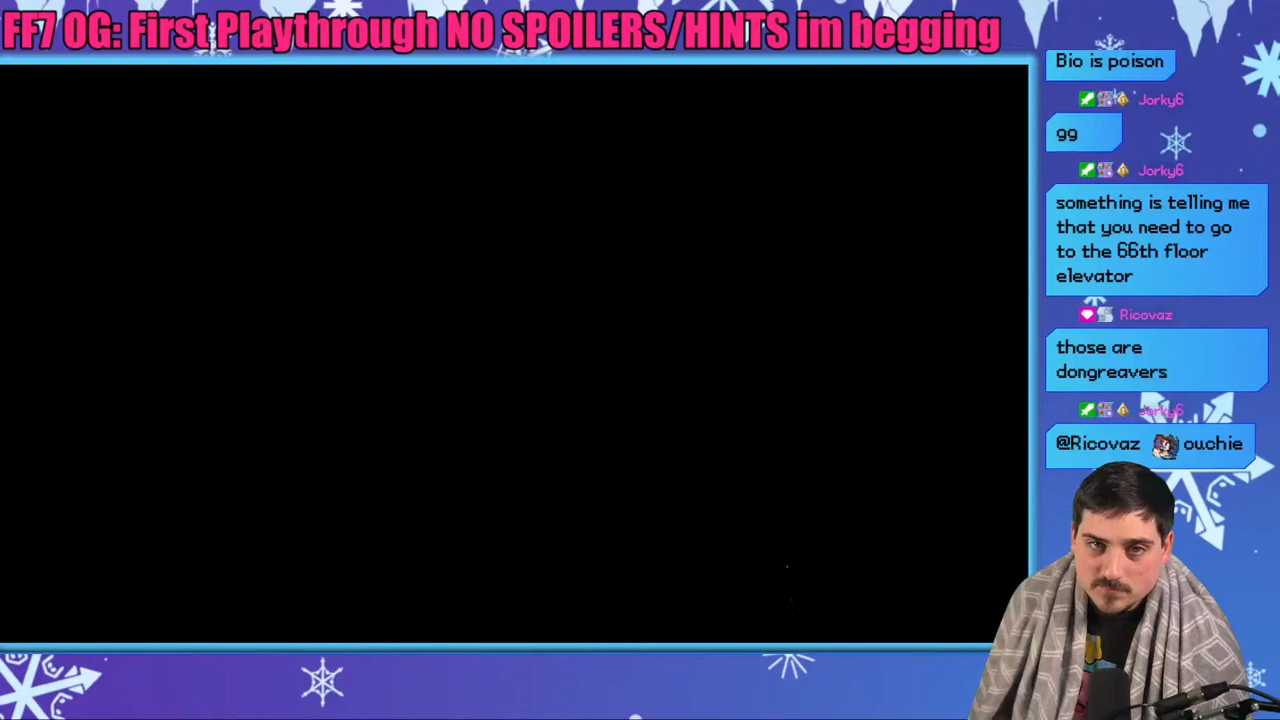 FF7 OG: First Playthrough NO SPOILERS/HINTS im begging
Bio is poison
Jorky6
gg
Jorky6
something is telling me
that you need to go
to the 66th floor
elevator
Ricovaz
those are
dongreavers
Jorky6
@Ricovaz ouchie